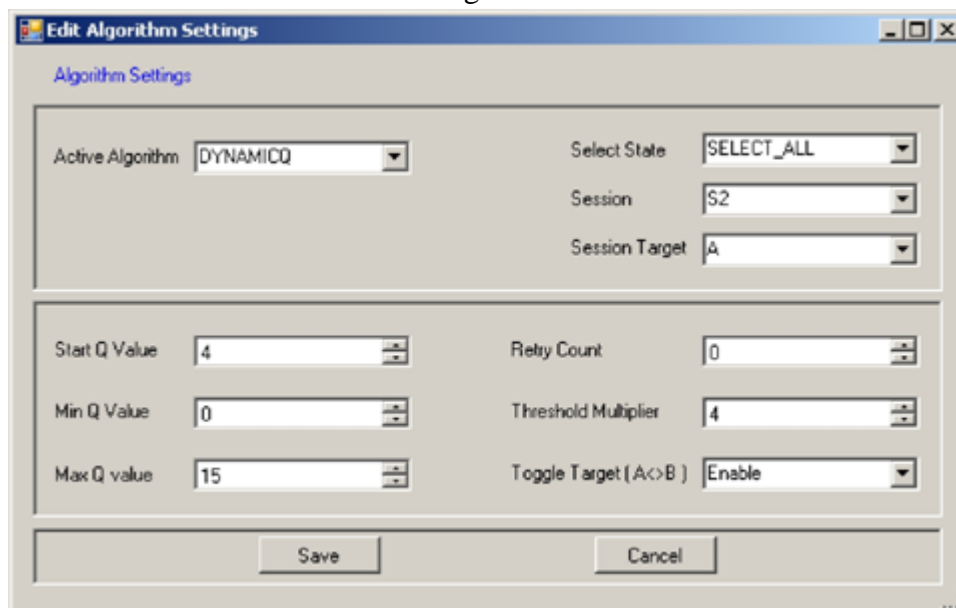 Edit Algorithm Settings
Algorithm Settings
Active Algorithm DYNAMICQ
Select State SELECT_ALL
Session S2
Session Target A
Start Q Value 4
Retry Count 0
Min Q Value 0
Threshold Multiplier 4
Max Q value 15
Toggle Target ( A<>B ) Enable
Save Cancel